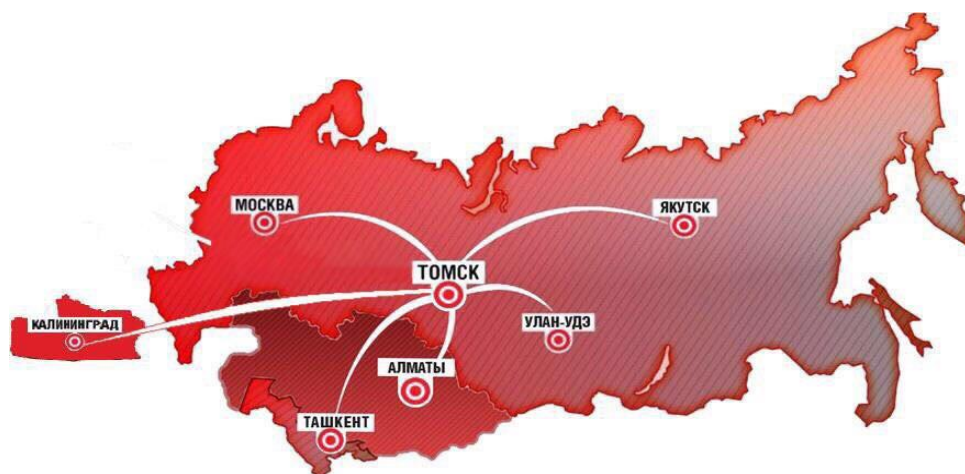 МОСКВА
ЯКУТСК
ТОМСК
УЛАН-УДЭ
КАЛИНИНГРАД
АЛМАТЫ
ТАШКЕНТ